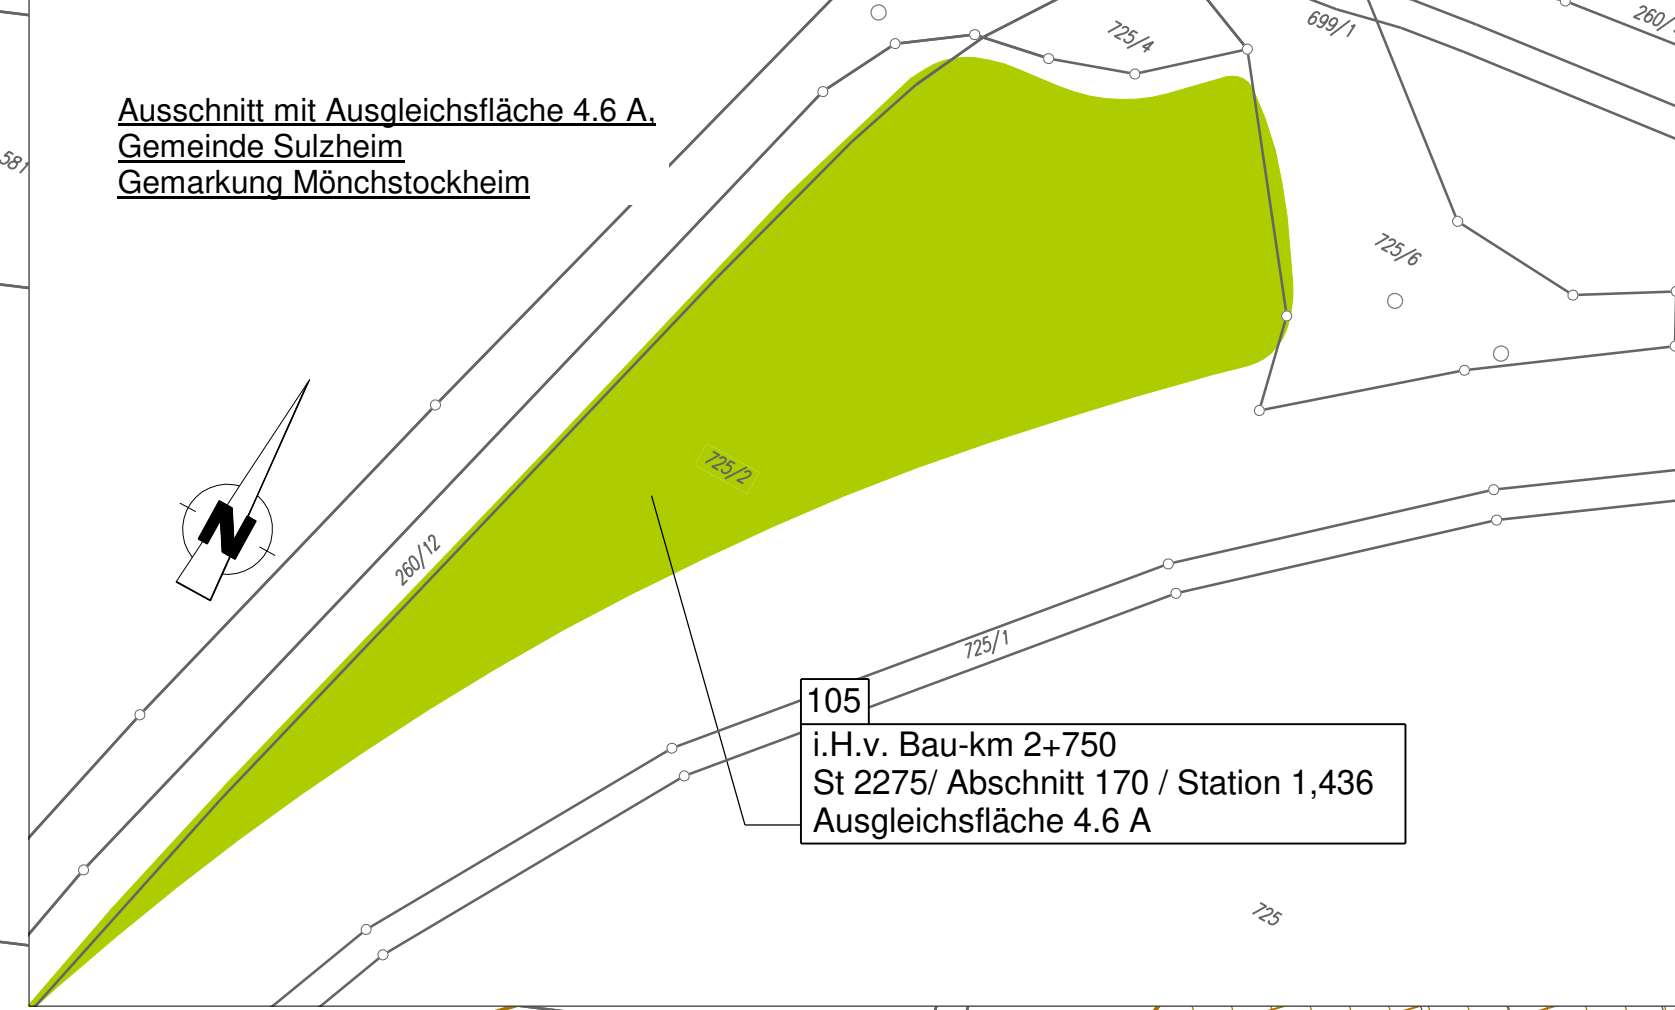 725/4
699/1
Ausschnitt mit Ausgleichsfläche 4.6 A,
Gemeinde Sulzheim
Gemarkung Mönchstockheim
581
725/6
725/2
N
260/12
725/1
105
i.H.v. Bau-km 2+750
St 2275/ Abschnitt 170 / Station 1,436
Ausgleichsfläche 4.6 A
725